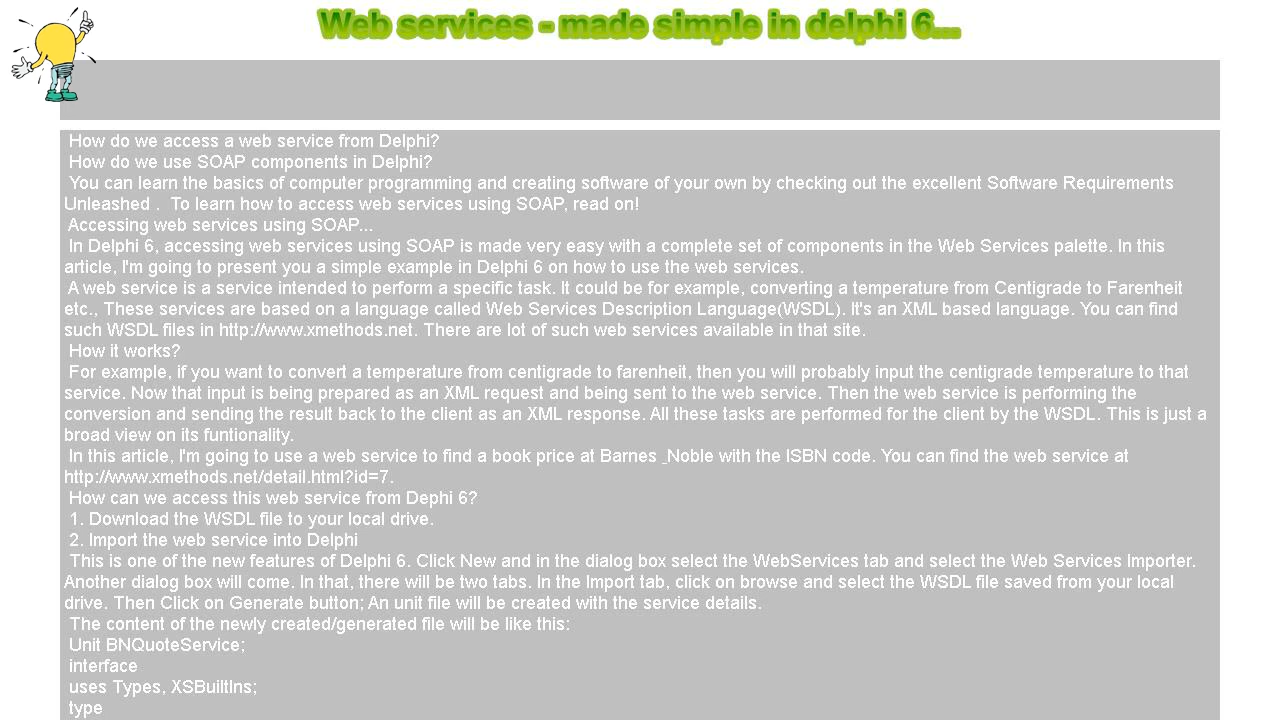 Web services - made simple in delphi 6...
How do we access a web service from Delphi?
How do we use SOAP components in Delphi?
You can learn the basics of computer programming and creating software of your own by checking out the excellent Software Requirements
Unleashed .  To learn how to access web services using SOAP, read on!
Accessing web services using SOAP...
In Delphi 6, accessing web services using SOAP is made very easy with a complete set of components in the Web Services palette. In this
article, I'm going to present you a simple example in Delphi 6 on how to use the web services.
A web service is a service intended to perform a specific task. It could be for example, converting a temperature from Centigrade to Farenheit
etc., These services are based on a language called Web Services Description Language(WSDL). It's an XML based language. You can find
such WSDL files in http://www.xmethods.net. There are lot of such web services available in that site.
How it works?
For example, if you want to convert a temperature from centigrade to farenheit, then you will probably input the centigrade temperature to that
service. Now that input is being prepared as an XML request and being sent to the web service. Then the web service is performing the
conversion and sending the result back to the client as an XML response. All these tasks are performed for the client by the WSDL. This is just a
broad view on its funtionality.
In this article, I'm going to use a web service to find a book price at Barnes _Noble with the ISBN code. You can find the web service at
http://www.xmethods.net/detail.html?id=7.
How can we access this web service from Dephi 6?
1. Download the WSDL file to your local drive.
2. Import the web service into Delphi
This is one of the new features of Delphi 6. Click New and in the dialog box select the WebServices tab and select the Web Services Importer.
Another dialog box will come. In that, there will be two tabs. In the Import tab, click on browse and select the WSDL file saved from your local
drive. Then Click on Generate button; An unit file will be created with the service details.
The content of the newly created/generated file will be like this:
Unit BNQuoteService;
interface
uses Types, XSBuiltIns;
type